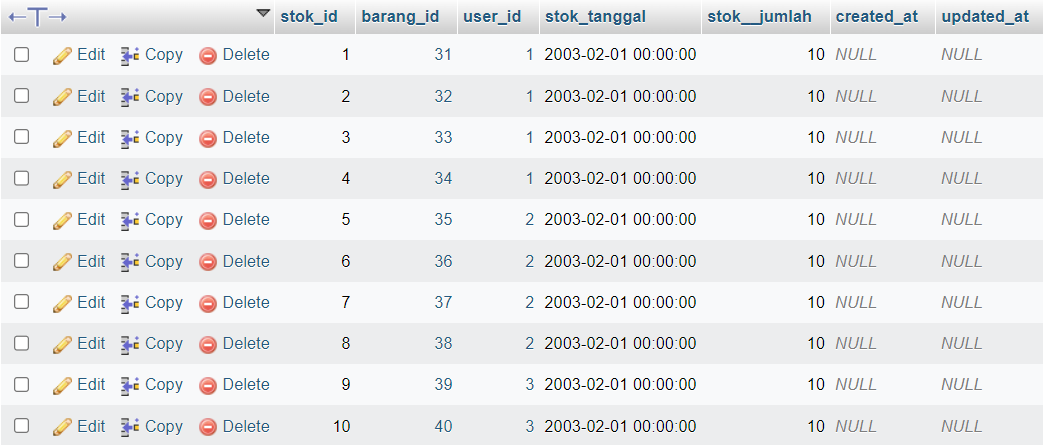 stok_id barang_id user_id stok_tanggal stok__jumlah created_at updated_at
Edit Copy Delete 1 31 1 2003-02-01 00:00:00 10 NULL NULL
Edit Copy Delete 2 32 1 2003-02-01 00:00:00 10 NULL NULL
Edit Copy Delete 3 33 1 2003-02-01 00:00:00 10 NULL NULL
Edit Copy Delete 4 34 1 2003-02-01 00:00:00 10 NULL NULL
Edit Copy Delete 5 35 2 2003-02-01 00:00:00 10 NULL NULL
Edit Copy Delete 6 36 2 2003-02-01 00:00:00 10 NULL NULL
Edit Copy Delete 7 37 2 2003-02-01 00:00:00 10 NULL NULL
Edit Copy Delete 8 38 2 2003-02-01 00:00:00 10 NULL NULL
Edit Copy Delete 9 39 3 2003-02-01 00:00:00 10 NULL NULL
Edit Copy Delete 10 40 3 2003-02-01 00:00:00 10 NULL NULL